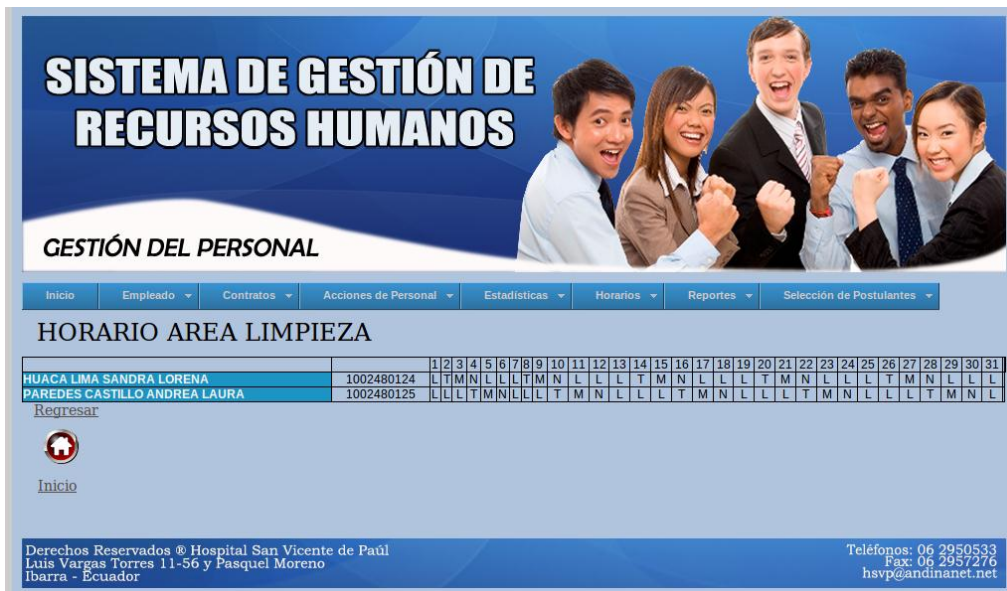 SISTEMA DE GESTIÓN DE
RECURSOS HUMANOS
GESTIÓN DEL PERSONAL
Inicio Empleado Contratos Acciones de Personal Estadísticas Horarios Reportes Selección de Postulantes
HORARIO AREA LIMPIEZA
1 2 3 4 5 6 7 8 9 10 11 12 13 14 15 16 17 18 19 20 21 22 23 24 25 26 27 28 29 30 31
HUACA LIMA SANDRA LORENA 1002480124 L T M N L L L T M N L L L T M N L L L T M N L L L T M N L L L
PAREDES CASTILLO ANDREA LAURA 1002480125 L L L T M N L L L T M N L L L T M N L L L T M N L L L T M N L
Regresar
Inicio
Derechos Reservados ® Hospital San Vicente de Paúl
Luis Vargas Torres 11-56 y Pasquel Moreno
Ibarra - Ecuador
Teléfonos: 06 2950533
Fax: 06 2957276
hsvp@andinanet.net